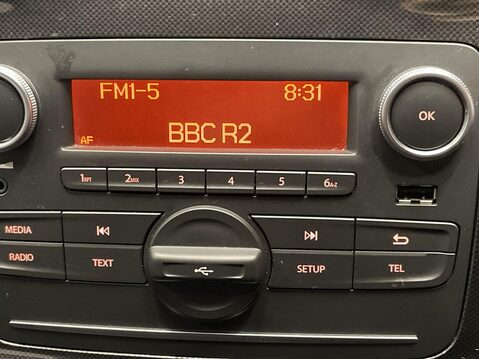 FM1-5 8:31
BBC R2
AF
1RPT 2MIX 3 4 5 6A-Z
OK
MEDIA
RADIO TEXT SETUP TEL